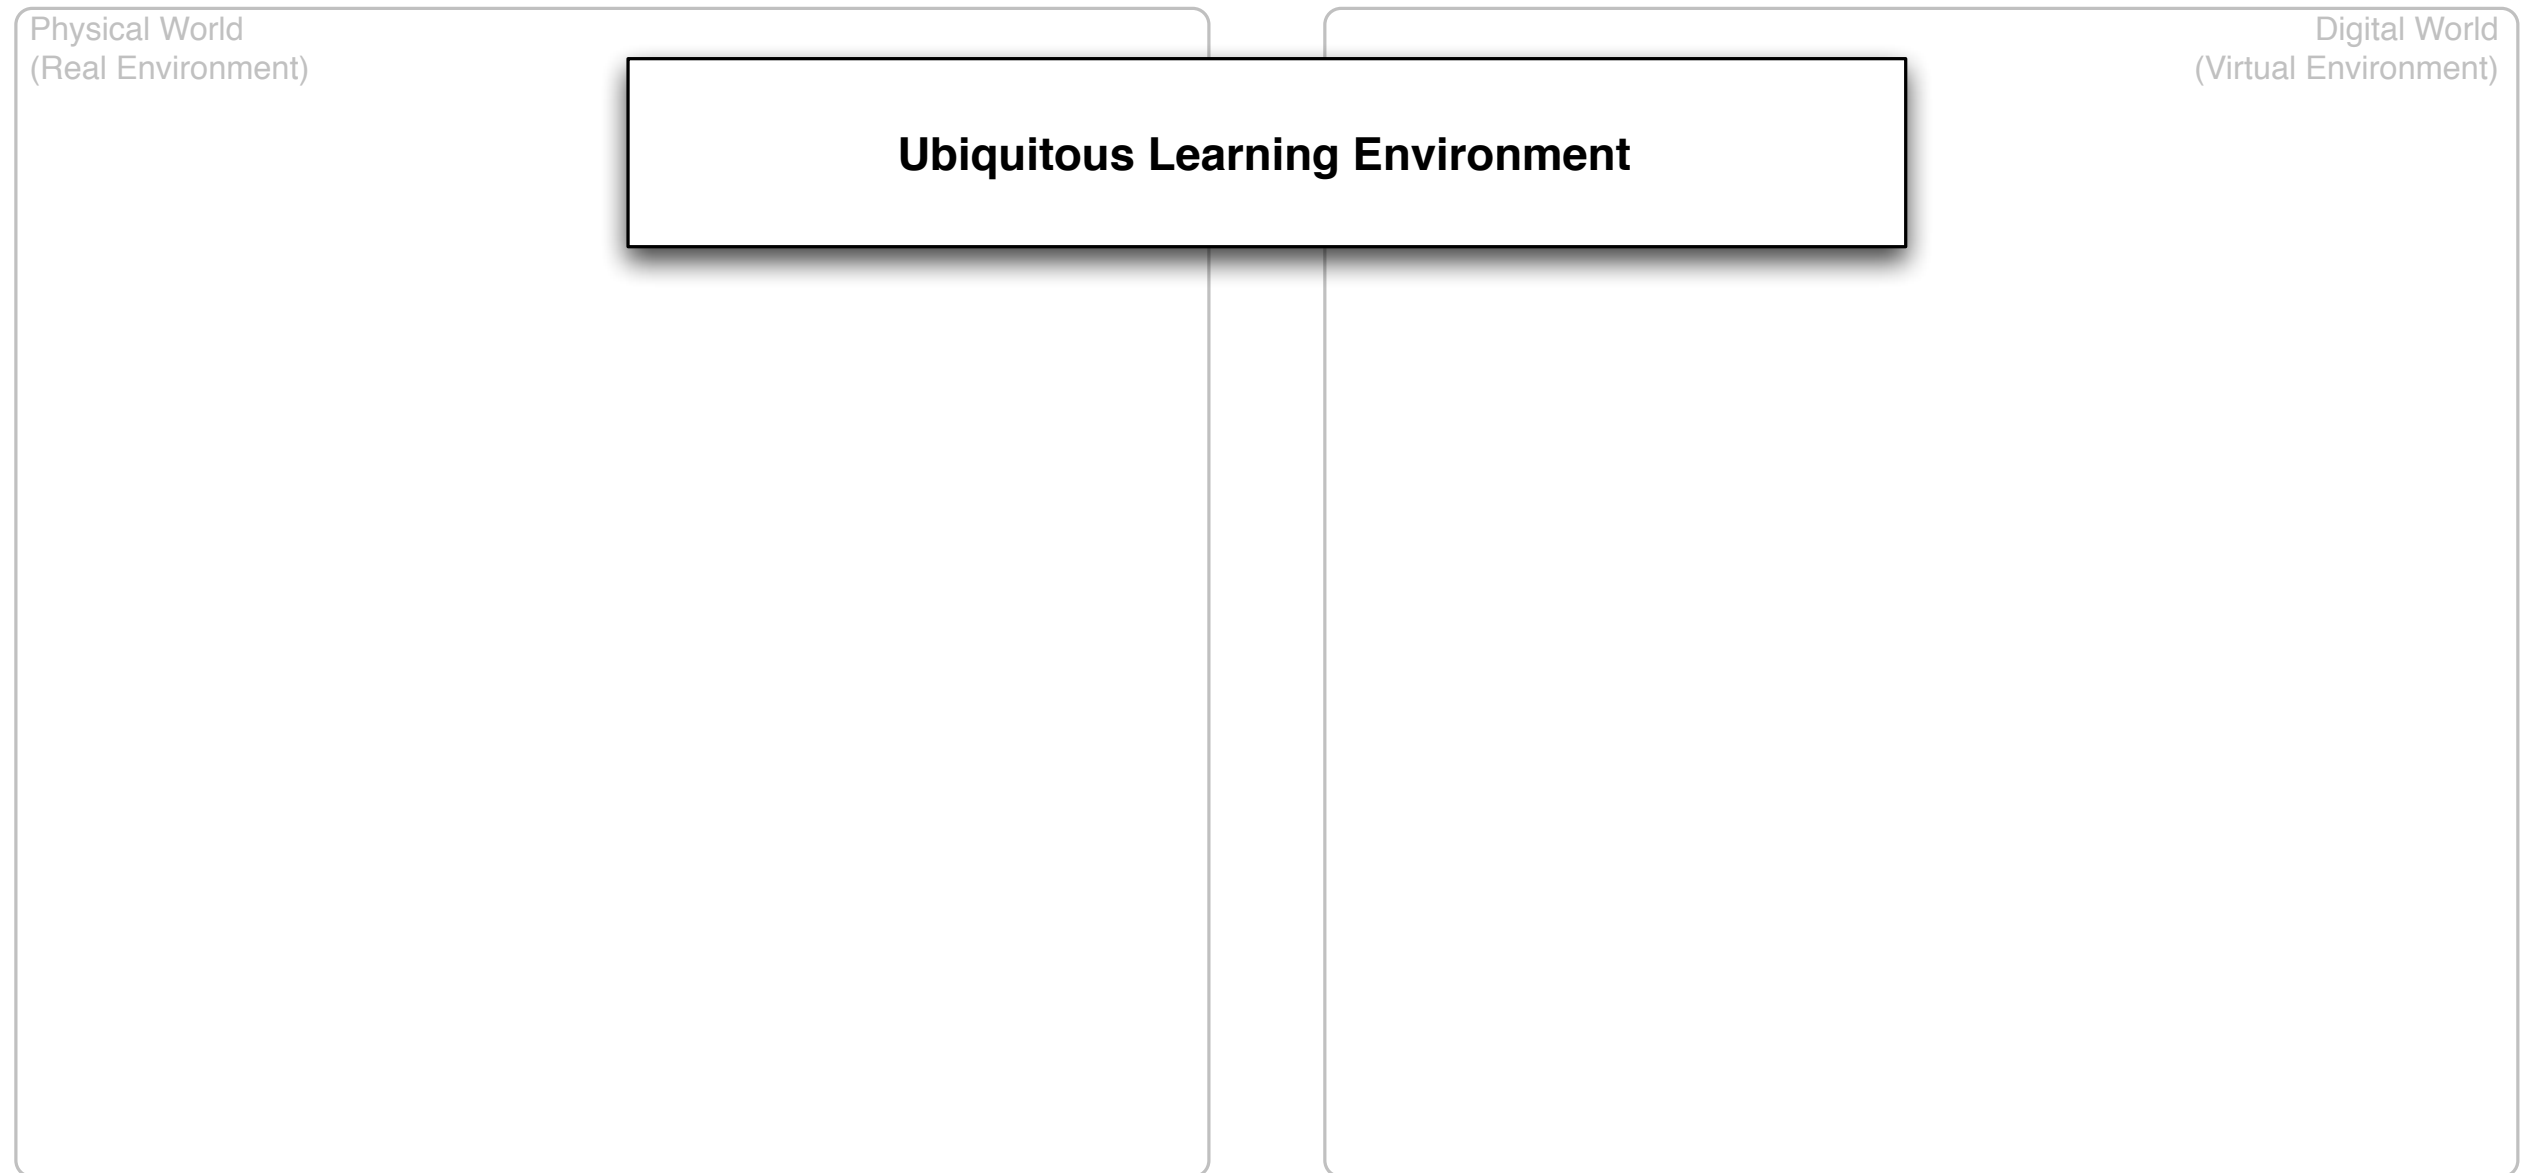 Physical World
(Real Environment)
Digital World
(Virtual Environment)
Ubiquitous Learning Environment